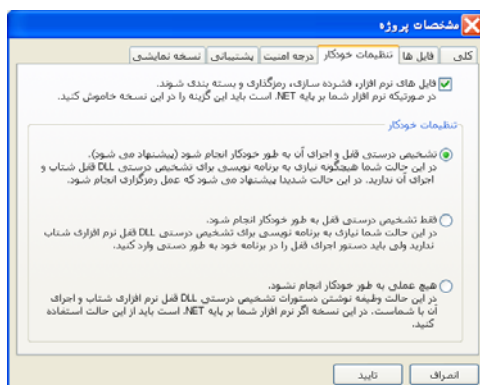 مشخصات پروژه
کلی
فایل ها
تنظیمات خودکار
درجه امنیت
پشتیبانی
نسخه نمایشی
فایل های نرم افزار، فشرده سازی، رمزگذاری و بسته بندی شوند.
در صورتیکه نرم افزار شما بر پایه NET. است باید این گزینه را در این نسخه خاموش کنید.
تنظیمات خودکار
تشخیص درستی قفل و اجرای آن به طور خودکار انجام شود (پیشنهاد می شود).
در این حالت شما هیچگونه نیازی به برنامه نویسی برای تشخیص درستی DLL قفل شتاب و
اجرای آن ندارید. در این حالت شدیدا پیشنهاد می شود که عمل رمزگزاری انجام شود.
فقط تشخیص درستی قفل به طور خودکار انجام شود.
در این حالت شما نیازی به برنامه نویسی برای تشخیص درستی DLL قفل نرم افزاری شتاب
ندارید ولی باید دستور اجرای قفل را در برنامه خود به طور دستی وارد کنید.
هیچ عملی به طور خودکار انجام نشود.
در این حالت وظیفه نوشتن دستورات تشخیص درستی DLL قفل نرم افزاری شتاب و اجرای
آن با شماست. در این نسخه اگر نرم افزار شما بر پایه NET. است باید از این حالت استفاده
کنید.
تایید
انصراف